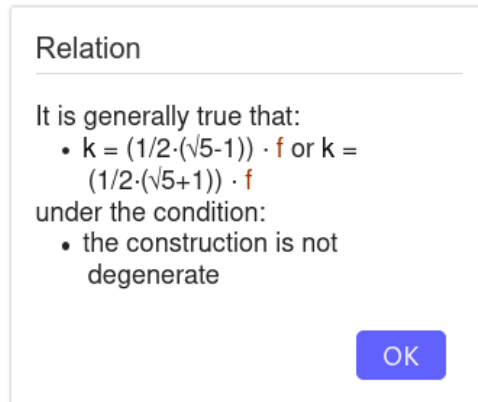 Relation
It is generally true that:
• k = (1/2·(√5-1)) · f or k =
(1/2·(√5+1)) · f
under the condition:
• the construction is not
degenerate
OK